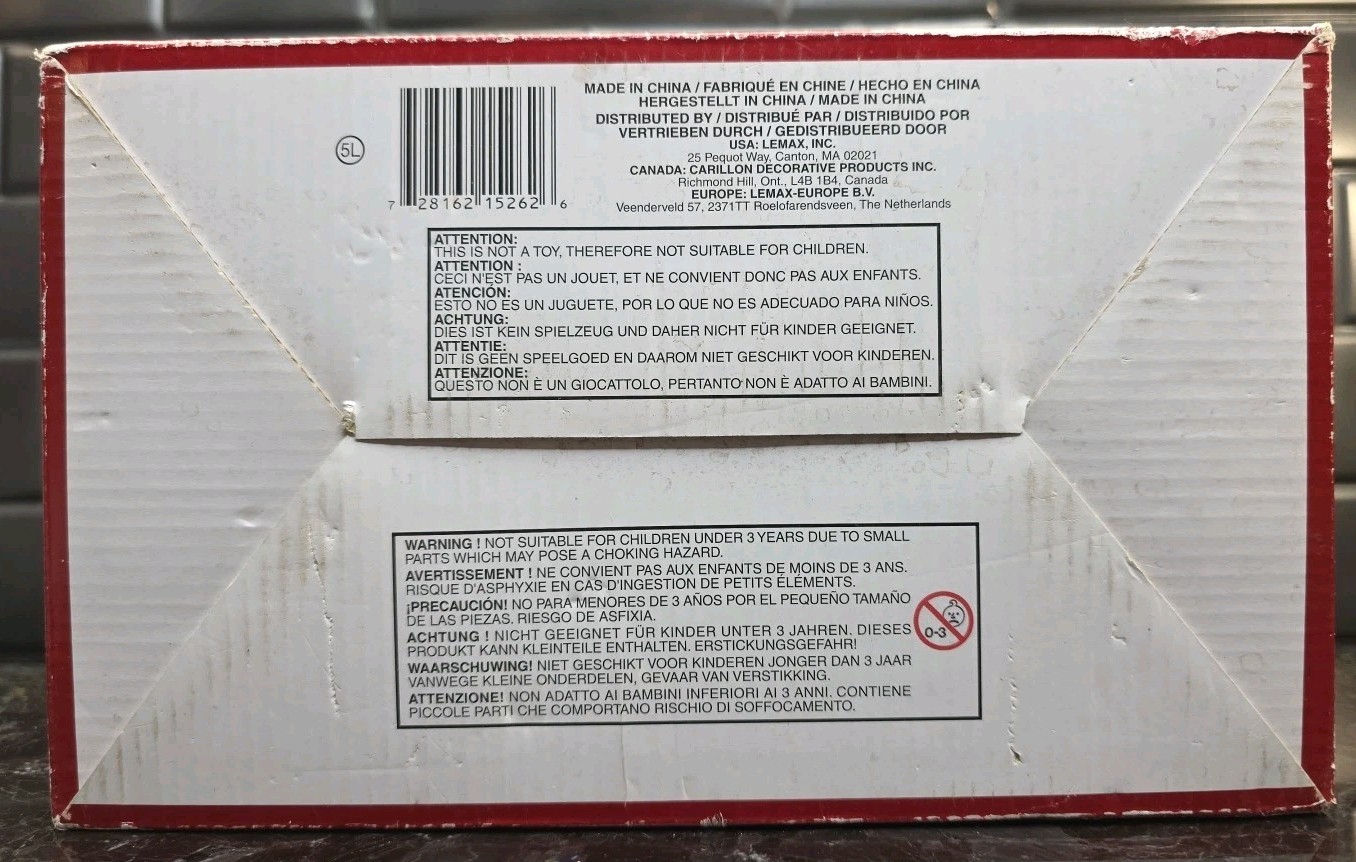 5L
7 28162 15262 6
MADE IN CHINA / FABRIQUÉ EN CHINE / HECHO EN CHINA
HERGESTELLT IN CHINA / MADE IN CHINA
DISTRIBUTED BY / DISTRIBUÉ PAR / DISTRIBUIDO POR
VERTRIEBEN DURCH / GEDISTRIBUEERD DOOR
USA: LEMAX, INC.
25 Pequot Way, Canton, MA 02021
CANADA: CARILLON DECORATIVE PRODUCTS INC.
Richmond Hill, Ont., L4B 1B4, Canada
EUROPE: LEMAX-EUROPE B.V.
Veenderveld 57, 2371TT Roelofarendsveen, The Netherlands
ATTENTION:
THIS IS NOT A TOY, THEREFORE NOT SUITABLE FOR CHILDREN.
ATTENTION :
CECI N'EST PAS UN JOUET, ET NE CONVIENT DONC PAS AUX ENFANTS.
ATENCIÓN:
ESTO NO ES UN JUGUETE, POR LO QUE NO ES ADECUADO PARA NIÑOS.
ACHTUNG:
DIES IST KEIN SPIELZEUG UND DAHER NICHT FÜR KINDER GEEIGNET.
ATTENTIE:
DIT IS GEEN SPEELGOED EN DAAROM NIET GESCHIKT VOOR KINDEREN.
ATTENZIONE:
QUESTO NON È UN GIOCATTOLO, PERTANTO NON È ADATTO AI BAMBINI.
WARNING ! NOT SUITABLE FOR CHILDREN UNDER 3 YEARS DUE TO SMALL
PARTS WHICH MAY POSE A CHOKING HAZARD.
AVERTISSEMENT ! NE CONVIENT PAS AUX ENFANTS DE MOINS DE 3 ANS.
RISQUE D'ASPHYXIE EN CAS D'INGESTION DE PETITS ÉLÉMENTS.
¡PRECAUCIÓN! NO PARA MENORES DE 3 AÑOS POR EL PEQUEÑO TAMAÑO
DE LAS PIEZAS. RIESGO DE ASFIXIA.
ACHTUNG ! NICHT GEEIGNET FÜR KINDER UNTER 3 JAHREN. DIESES
PRODUKT KANN KLEINTEILE ENTHALTEN. ERSTICKUNGSGEFAHR!
WAARSCHUWING! NIET GESCHIKT VOOR KINDEREN JONGER DAN 3 JAAR
VANWEGE KLEINE ONDERDELEN, GEVAAR VAN VERSTIKKING.
ATTENZIONE! NON ADATTO AI BAMBINI INFERIORI AI 3 ANNI. CONTIENE
PICCOLE PARTI CHE COMPORTANO RISCHIO DI SOFFOCAMENTO.
0-3